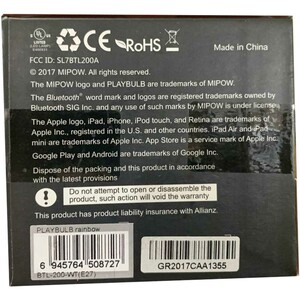 UL LISTED
CE RoHS
Made in China
FCC ID: SL7BTL200A
© 2017 MIPOW. All rights reserved.
The MIPOW logo and PLAYBULB are trademarks of MIPOW.
The Bluetooth® word mark and logos are registered trademarks owned by
Bluetooth SIG Inc. and any use of such marks by MIPOW is under license.
The Apple logo, iPad, iPhone, iPod touch, and Retina are trademarks of
Apple Inc., registered in the U.S. and other countries. iPad Air and iPad
mini are trademarks of Apple Inc. App Store is a service mark of Apple Inc.
Google Play and Android are trademarks of Google Inc.
Dispose of the packaging and this product in accordance
with the latest provisions.
Do not attempt to open or disassemble the
product, such action will void the warranty
This product has product liability insurance with Allianz.
PLAYBULB rainbow
6 945764 508727
BTL-200-WT(E27)
GR2017CAA1355